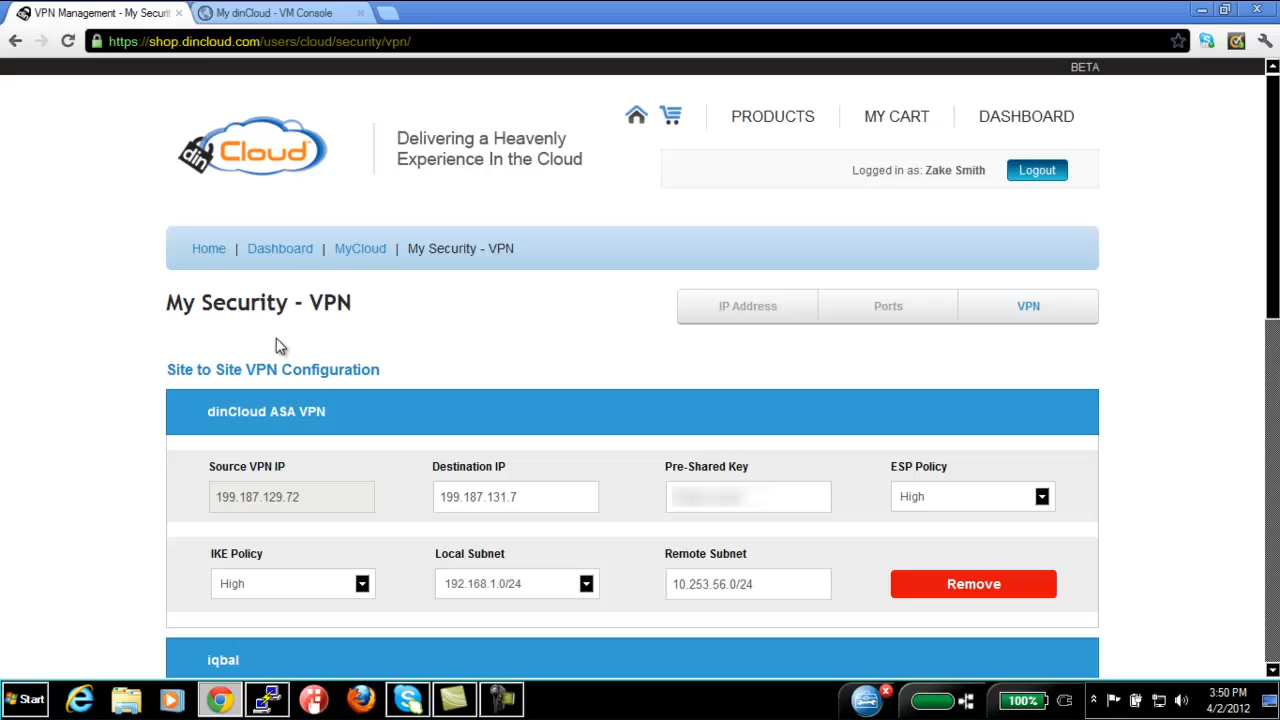 VPN Management - My Securit
My dinCloud - VM Console
https://shop.dincloud.com/users/cloud/security/vpn/
BETA
PRODUCTS
MY CART
DASHBOARD
din Cloud
Delivering a Heavenly
Experience In the Cloud
Logged in as: Zake Smith
Logout
Home | Dashboard | MyCloud | My Security - VPN
My Security - VPN
IP Address
Ports
VPN
Site to Site VPN Configuration
dinCloud ASA VPN
Source VPN IP
Destination IP
Pre-Shared Key
ESP Policy
199.187.129.72
199.187.131.7
High
IKE Policy
Local Subnet
Remote Subnet
High
192.168.1.0/24
10.253.56.0/24
Remove
iqbal
Start
100%
3:50 PM
4/2/2012